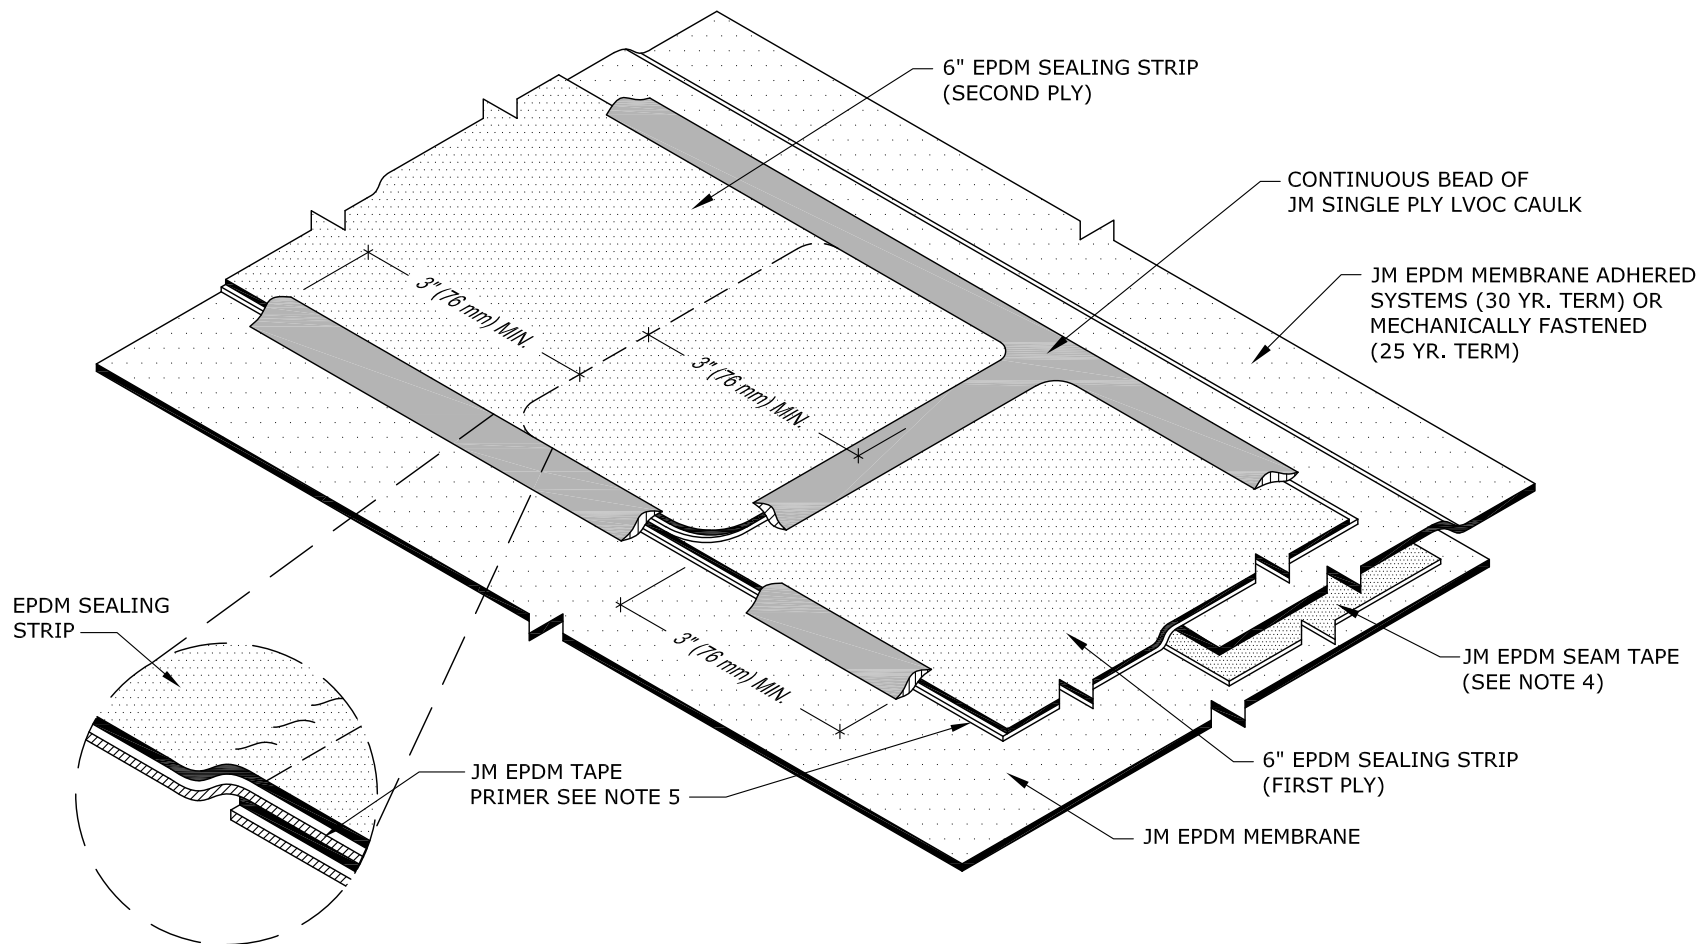 6" EPDM SEALING STRIP
(SECOND PLY)
CONTINUOUS BEAD OF
JM SINGLE PLY LVOC CAULK
JM EPDM MEMBRANE ADHERED
SYSTEMS (30 YR. TERM) OR
MECHANICALLY FASTENED
(25 YR. TERM)
3" (76 mm) MIN.
3" (76 mm) MIN.
3" (76 mm) MIN.
EPDM SEALING
STRIP
JM EPDM SEAM TAPE
(SEE NOTE 4)
JM EPDM TAPE
PRIMER SEE NOTE 5
6" EPDM SEALING STRIP
(FIRST PLY)
JM EPDM MEMBRANE